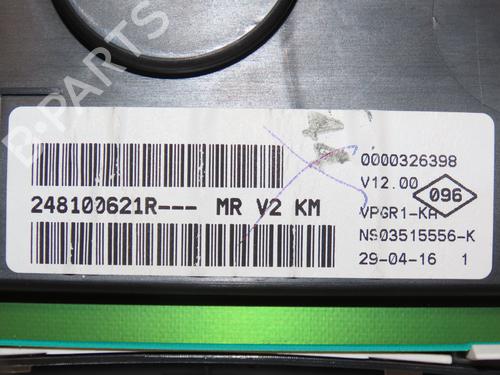 B-PARTS
0000326398
V12.00
096
248100621R--- MR V2 KM
VPGR1-KA
NS03515556-K
29-04-16 1